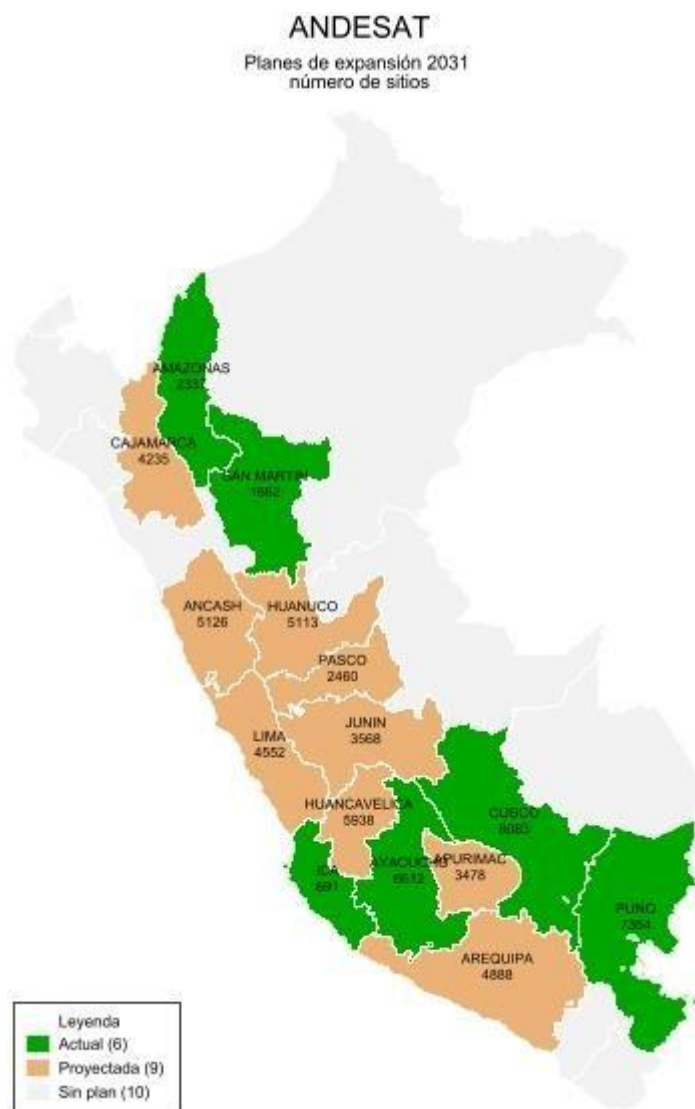 ANDESAT
Planes de expansión 2031
número de sitios
AMAZONAS
2337
CAJAMARCA
4235
SAN MARTIN
1662
ANCASH
5126
HUANUCO
5113
PASCO
2460
LIMA
4552
JUNIN
3568
HUANCAVELICA
5938
CUSCO
8083
ICA
691
AYACUCHO
6612
APURIMAC
3478
PUNO
7364
AREQUIPA
4888
Leyenda
Actual (6)
Proyectada (9)
Sin plan (10)